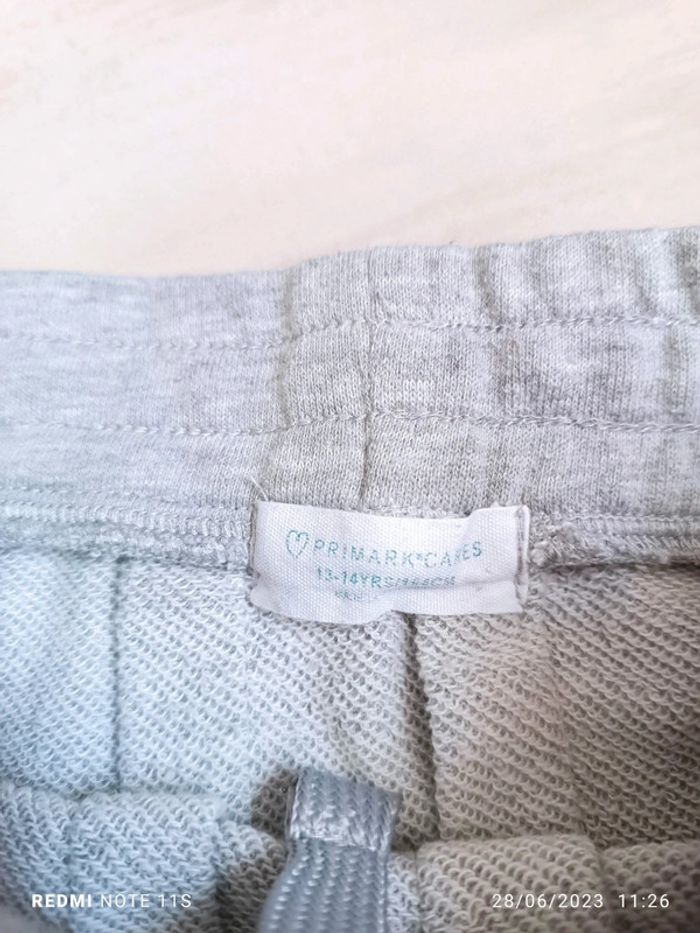 PRIMARK®CARES
13-14YRS/164CM
REDMI NOTE 11S
28/06/2023 11:26